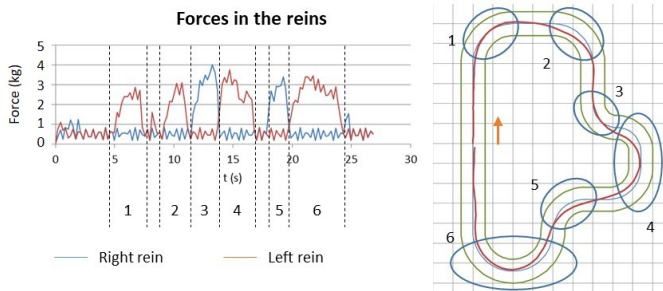 Forces in the reins
Force (kg)
5
4
3
2
1
0
0 5 10 15 20 25 30
t (s)
1 2 3 4 5 6
Right rein Left rein
1
2
3
4
5
6